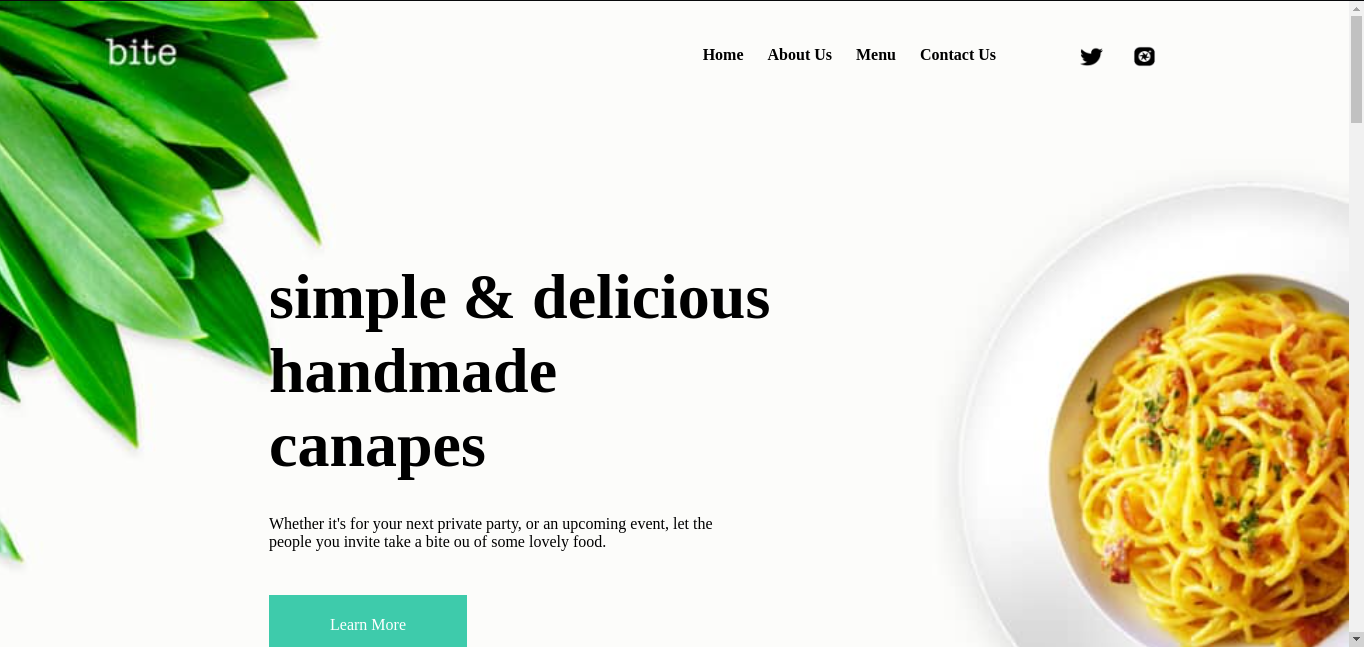 bite
Home About Us Menu Contact Us
simple & delicious
handmade
canapes
Whether it's for your next private party, or an upcoming event, let the
people you invite take a bite ou of some lovely food.
Learn More